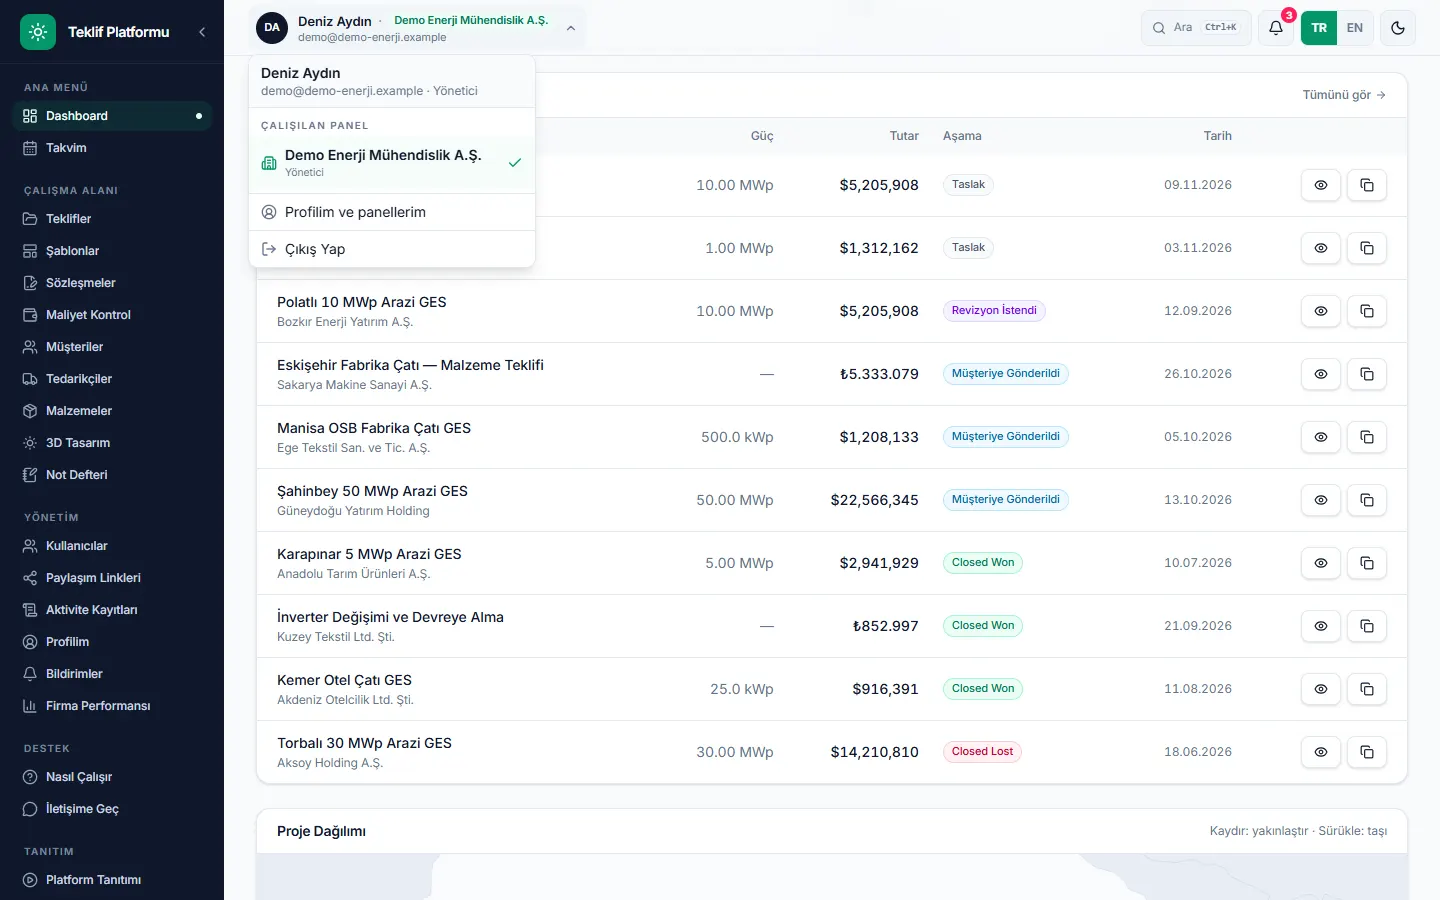 Teklif Platformu
ANA MENÜ
Dashboard
Takvim
ÇALIŞMA ALANI
Teklifler
Şablonlar
Sözleşmeler
Maliyet Kontrol
Müşteriler
Tedarikçiler
Malzemeler
3D Tasarım
Not Defteri
YÖNETİM
Kullanıcılar
Paylaşım Linkleri
Aktivite Kayıtları
Profilim
Bildirimler
Firma Performansı
DESTEK
Nasıl Çalışır
İletişime Geç
TANITIM
Platform Tanıtımı
DA
Deniz Aydın · Demo Enerji Mühendislik A.Ş.
demo@demo-enerji.example
Ara Ctrl+K
3
TR EN
Deniz Aydın
demo@demo-enerji.example · Yönetici
ÇALIŞILAN PANEL
Demo Enerji Mühendislik A.Ş.
Yönetici
Profilim ve panellerim
Çıkış Yap
Tümünü gör →
Güç Tutar Aşama Tarih
10.00 MWp $5,205,908 Taslak 09.11.2026
1.00 MWp $1,312,162 Taslak 03.11.2026
Polatlı 10 MWp Arazi GES
Bozkır Enerji Yatırım A.Ş.
10.00 MWp $5,205,908 Revizyon İstendi 12.09.2026
Eskişehir Fabrika Çatı — Malzeme Teklifi
Sakarya Makine Sanayi A.Ş.
— ₺5.333.079 Müşteriye Gönderildi 26.10.2026
Manisa OSB Fabrika Çatı GES
Ege Tekstil San. ve Tic. A.Ş.
500.0 kWp $1,208,133 Müşteriye Gönderildi 05.10.2026
Şahinbey 50 MWp Arazi GES
Güneydoğu Yatırım Holding
50.00 MWp $22,566,345 Müşteriye Gönderildi 13.10.2026
Karapınar 5 MWp Arazi GES
Anadolu Tarım Ürünleri A.Ş.
5.00 MWp $2,941,929 Closed Won 10.07.2026
İnverter Değişimi ve Devreye Alma
Kuzey Tekstil Ltd. Şti.
— ₺852.997 Closed Won 21.09.2026
Kemer Otel Çatı GES
Akdeniz Otelcilik Ltd. Şti.
25.0 kWp $916,391 Closed Won 11.08.2026
Torbalı 30 MWp Arazi GES
Aksoy Holding A.Ş.
30.00 MWp $14,210,810 Closed Lost 18.06.2026
Proje Dağılımı
Kaydır: yakınlaştır · Sürükle: taşı